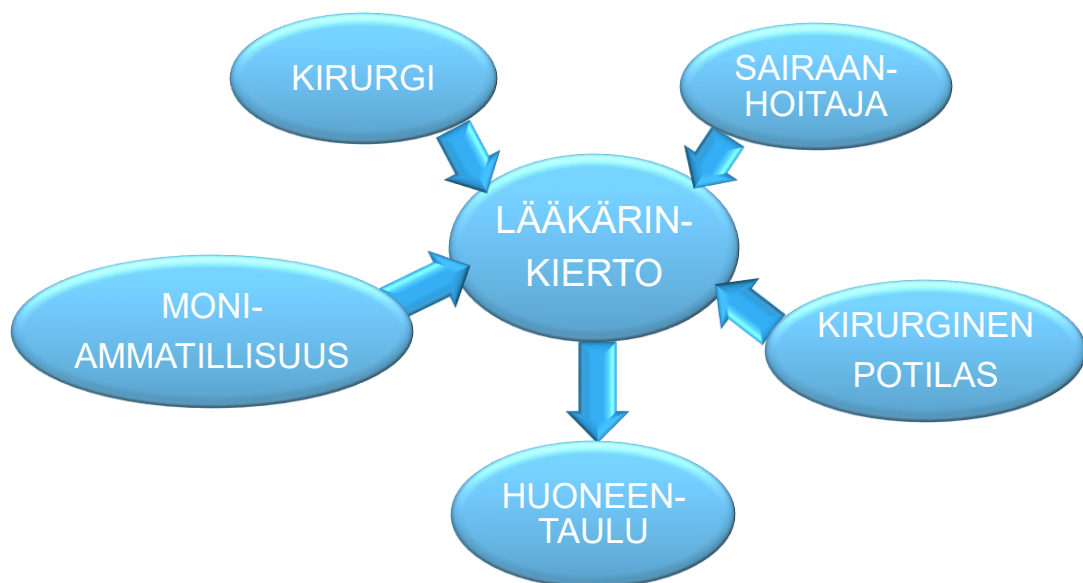 KIRURGI
SAIRAAN-
HOITAJA
LÄÄKÄRIN-
KIERTO
MONI-
AMMATILLISUUS
KIRURGINEN
POTILAS
HUONEEN-
TAULU